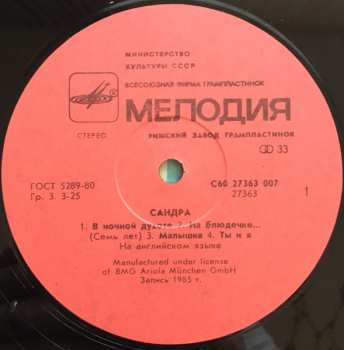 МИНИСТЕРСТВО
КУЛЬТУРЫ СССР
ВСЕСОЮЗНАЯ ФИРМА ГРАМПЛАСТИНОК
МЕЛОДИЯ
СТЕРЕО
РИЖСКИЙ ЗАВОД ГРАМПЛАСТИНОК
33
ГОСТ 5289-80
Гр. 3. 3-25
С60 27363 007
27363
1
САНДРА
1. В ночной духоте 2. На блюдечке...
(Семь лет) 3. Малышка 4. Ты и я
На английском языке
Manufactured under license
of BMG Ariola München GmbH)
Запись 1985 г.